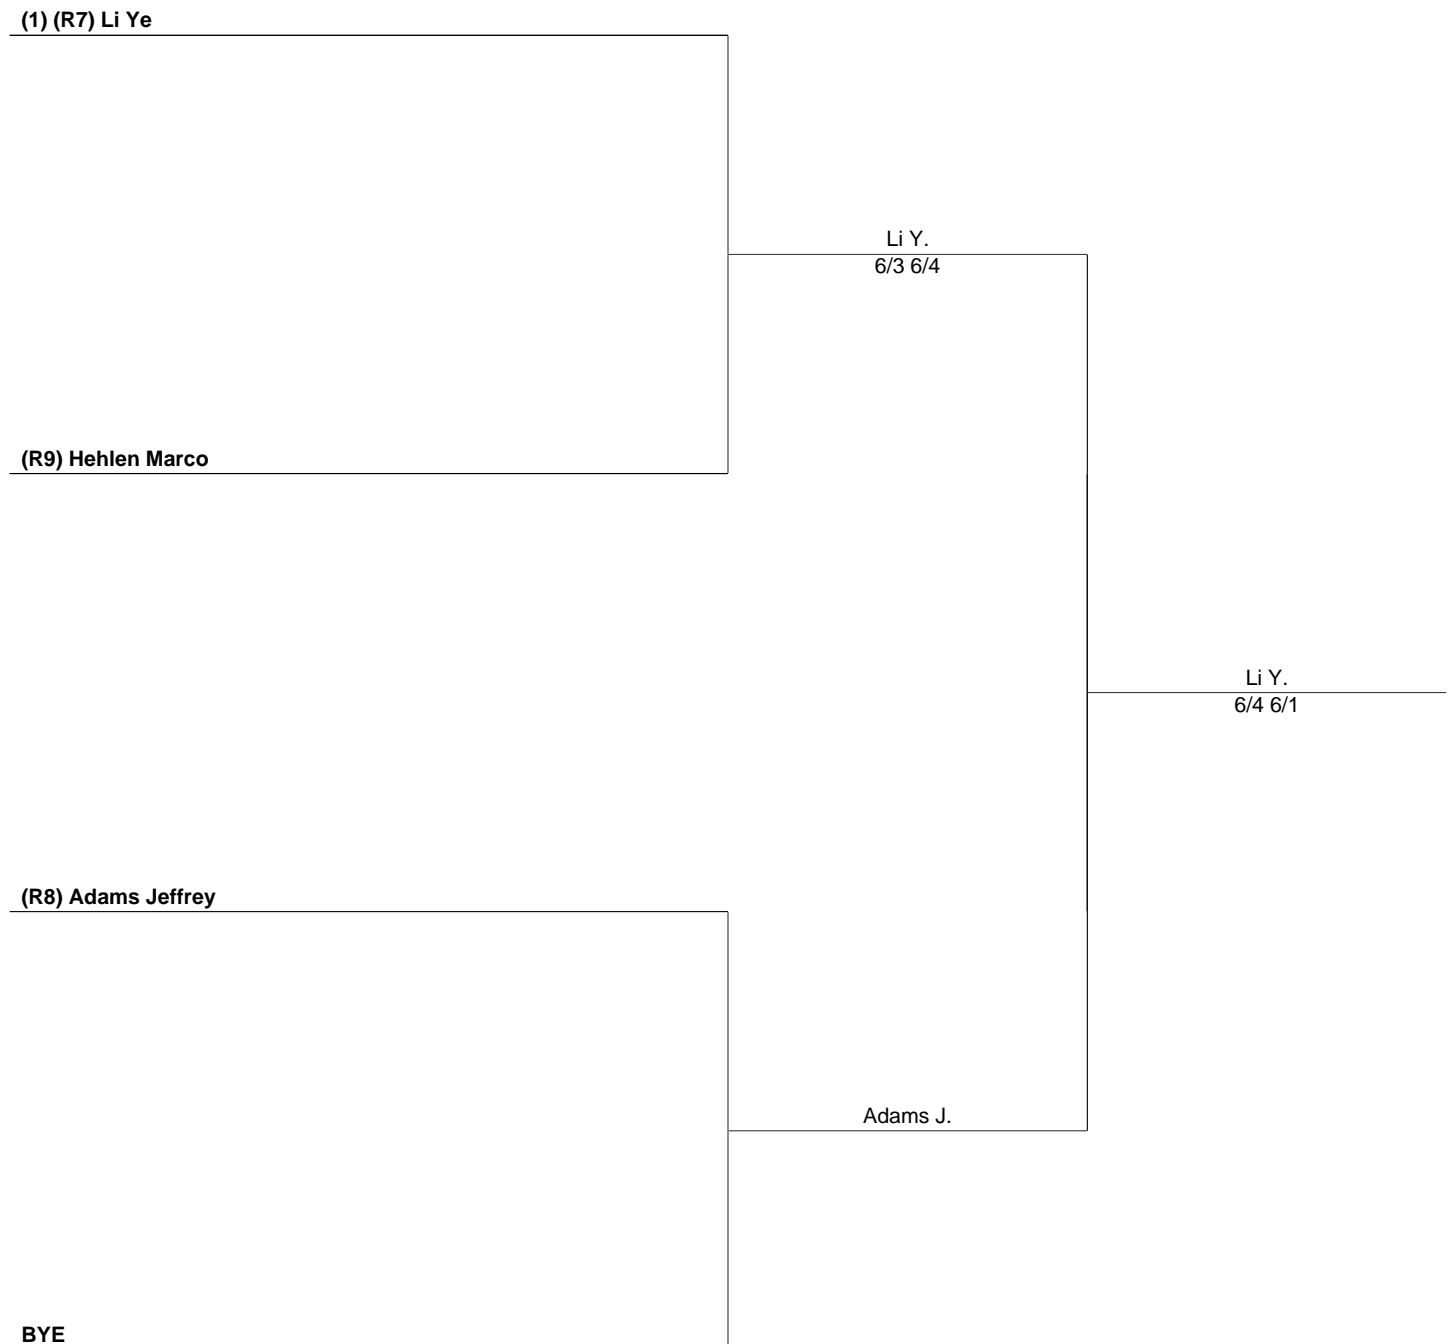 (1) (R7) Li Ye
Li Y.
6/3 6/4
(R9) Hehlen Marco
Li Y.
6/4 6/1
(R8) Adams Jeffrey
Adams J.
BYE